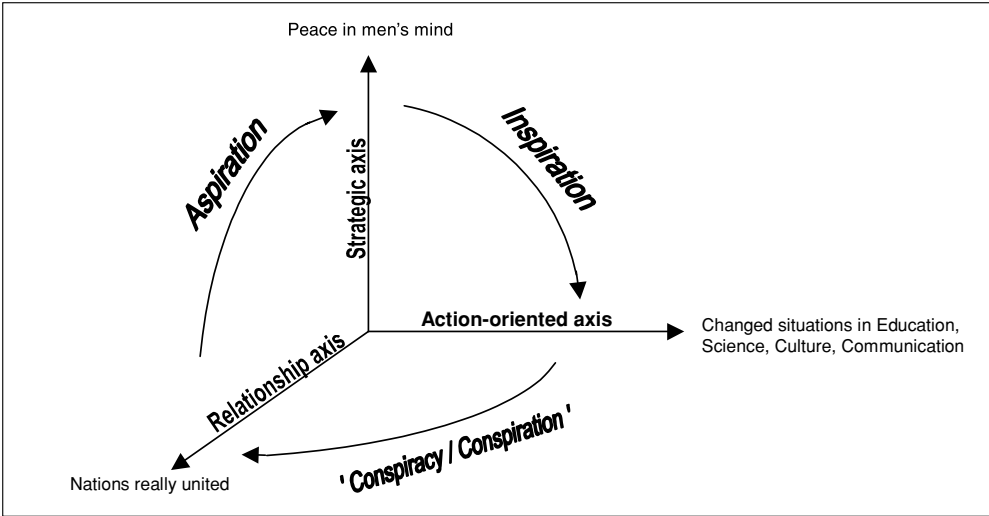 Peace in men's mind
Aspiration
Strategic axis
Inspiration
Action-oriented axis
Changed situations in Education,
Science, Culture, Communication
Relationship axis
' Conspiracy / Conspiration '
Nations really united